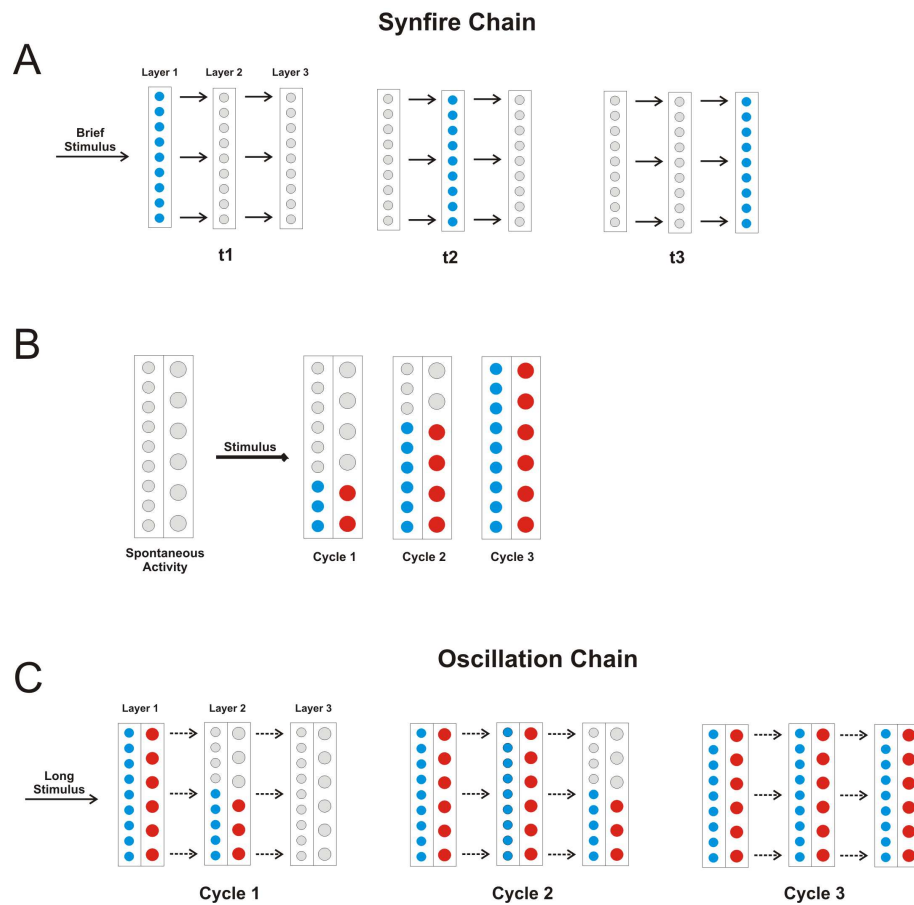 Synfire Chain
A
Layer 1 Layer 2 Layer 3
Brief
Stimulus
t1 t2 t3
B
Stimulus
Spontaneous
Activity
Cycle 1 Cycle 2 Cycle 3
Oscillation Chain
C
Layer 1 Layer 2 Layer 3
Long
Stimulus
Cycle 1 Cycle 2 Cycle 3